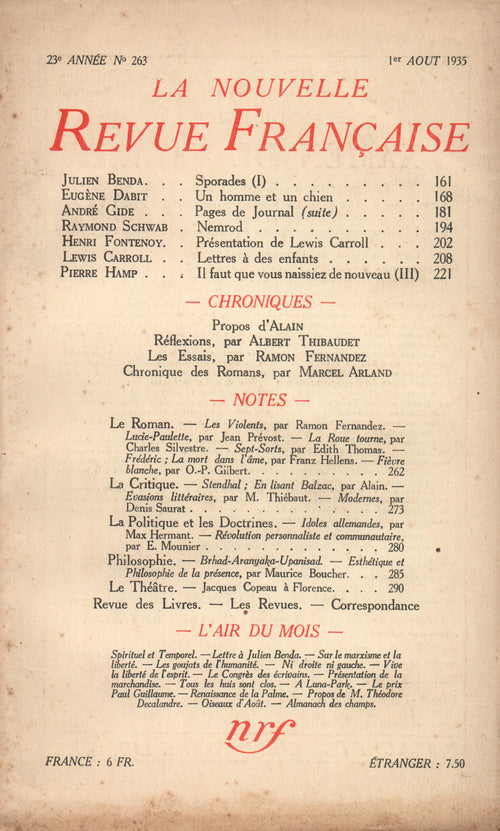 23e ANNÉE No 263 1er AOUT 1935
LA NOUVELLE
REVUE FRANÇAISE
JULIEN BENDA. . . Sporades (I) . . . . . . . . . 161
EUGÈNE DABIT . . Un homme et un chien . . . . . 168
ANDRÉ GIDE . . . Pages de Journal (suite) . . . . . 181
RAYMOND SCHWAB . Nemrod . . . . . . . . . . 194
HENRI FONTENOY. . Présentation de Lewis Carroll . . . 202
LEWIS CARROLL . . Lettres à des enfants . . . . . . 208
PIERRE HAMP . . . Il faut que vous naissiez de nouveau (III) 221
— CHRONIQUES —
Propos d'ALAIN
Réflexions, par ALBERT THIBAUDET
Les Essais, par RAMON FERNANDEZ
Chronique des Romans, par MARCEL ARLAND
— NOTES —
Le Roman. — Les Violents, par Ramon Fernandez. —
Lucie-Paulette, par Jean Prévost. — La Roue tourne, par
Charles Silvestre. — Sept-Sorts, par Edith Thomas. —
Frédéric ; La mort dans l'âme, par Franz Hellens. — Fièvre
blanche, par O.-P. Gilbert. . . . . . . . . . . 262
La Critique. — Stendhal ; En lisant Balzac, par Alain. —
Evasions littéraires, par M. Thiébaut. — Modernes, par
Denis Saurat . . . . . . . . . . . . . . 273
La Politique et les Doctrines. — Idoles allemandes, par
Max Hermant. — Révolution personnaliste et communautaire,
par E. Mounier . . . . . . . . . . . . . 280
Philosophie. — Brhad-Aranyaka-Upanisad. — Esthétique et
Philosophie de la présence, par Maurice Boucher. . . 285
Le Théâtre. — Jacques Copeau à Florence. . . . 290
Revue des Livres. — Les Revues. — Correspondance
— L'AIR DU MOIS —
Spirituel et Temporel. — Lettre à Julien Benda. — Sur le marxisme et la
liberté. — Les goujats de l'humanité. — Ni droite ni gauche. — Vive
la liberté de l'esprit. — Le Congrès des écrivains. — Présentation de la
marchandise. — Tous les huis sont clos. — A Luna-Park. — Le prix
Paul Guillaume. — Renaissance de la Palme. — Propos de M. Théodore
Decalandre. — Oiseaux d'Août. — Almanach des champs.
nrf
FRANCE : 6 FR. ÉTRANGER : 7.50